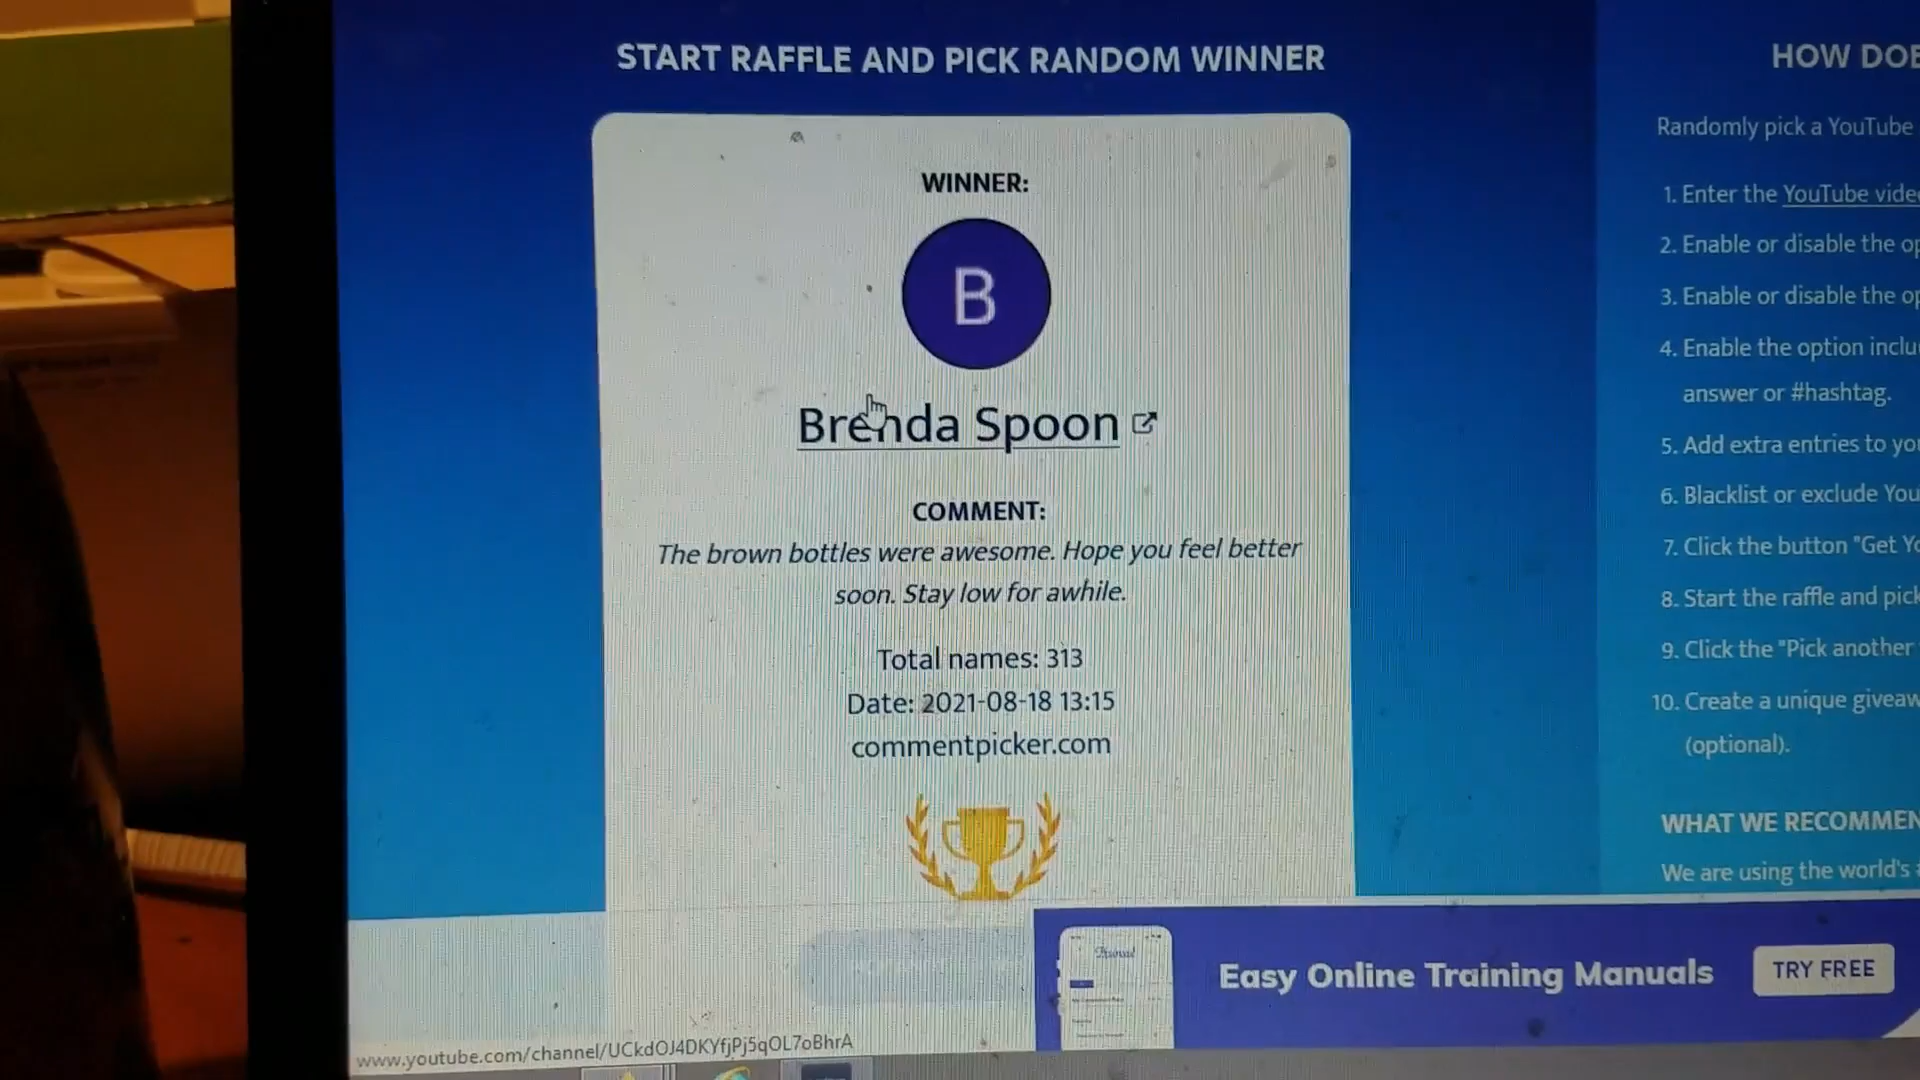 START RAFFLE AND PICK RANDOM WINNER
WINNER:
B
Brenda Spoon
COMMENT:
The brown bottles were awesome. Hope you feel better
soon. Stay low for awhile.
Total names: 313
Date: 2021-08-18 13:15
commentpicker.com
HOW DOE
Randomly pick a YouTube
1. Enter the YouTube vide
2. Enable or disable the op
3. Enable or disable the op
4. Enable the option inclu
answer or #hashtag.
5. Add extra entries to yo
6. Blacklist or exclude You
7. Click the button "Get Yo
8. Start the raffle and pick
9. Click the "Pick another
10. Create a unique giveaw
(optional).
WHAT WE RECOMMEN
We are using the world's
Easy Online Training Manuals
TRY FREE
www.youtube.com/channel/UCkdOJ4DKYfjPj5qOL7oBhrA